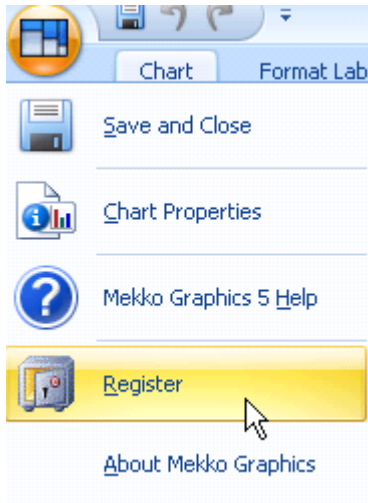 Chart Format Lab
Save and Close
Chart Properties
Mekko Graphics 5 Help
Register
About Mekko Graphics